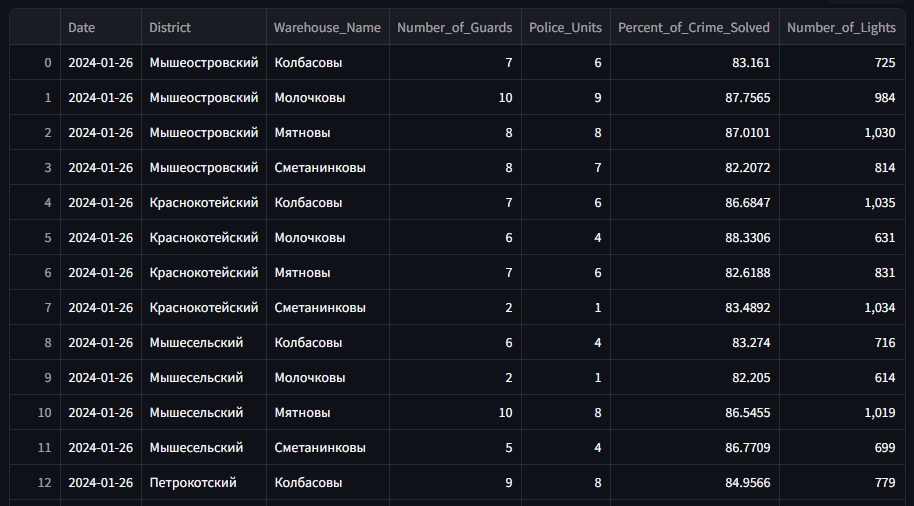 Date District Warehouse_Name Number_of_Guards Police_Units Percent_of_Crime_Solved Number_of_Lights
0 2024-01-26 Мышеостровский Колбасовы 7 6 83.161 725
1 2024-01-26 Мышеостровский Молочковы 10 9 87.7565 984
2 2024-01-26 Мышеостровский Мятновы 8 8 87.0101 1,030
3 2024-01-26 Мышеостровский Сметанинковы 8 7 82.2072 814
4 2024-01-26 Краснокотейский Колбасовы 7 6 86.6847 1,035
5 2024-01-26 Краснокотейский Молочковы 6 4 88.3306 631
6 2024-01-26 Краснокотейский Мятновы 7 6 82.6188 831
7 2024-01-26 Краснокотейский Сметанинковы 2 1 83.4892 1,034
8 2024-01-26 Мышесельский Колбасовы 6 4 83.274 716
9 2024-01-26 Мышесельский Молочковы 2 1 82.205 614
10 2024-01-26 Мышесельский Мятновы 10 8 86.5455 1,019
11 2024-01-26 Мышесельский Сметанинковы 5 4 86.7709 699
12 2024-01-26 Петрокотский Колбасовы 9 8 84.9566 779